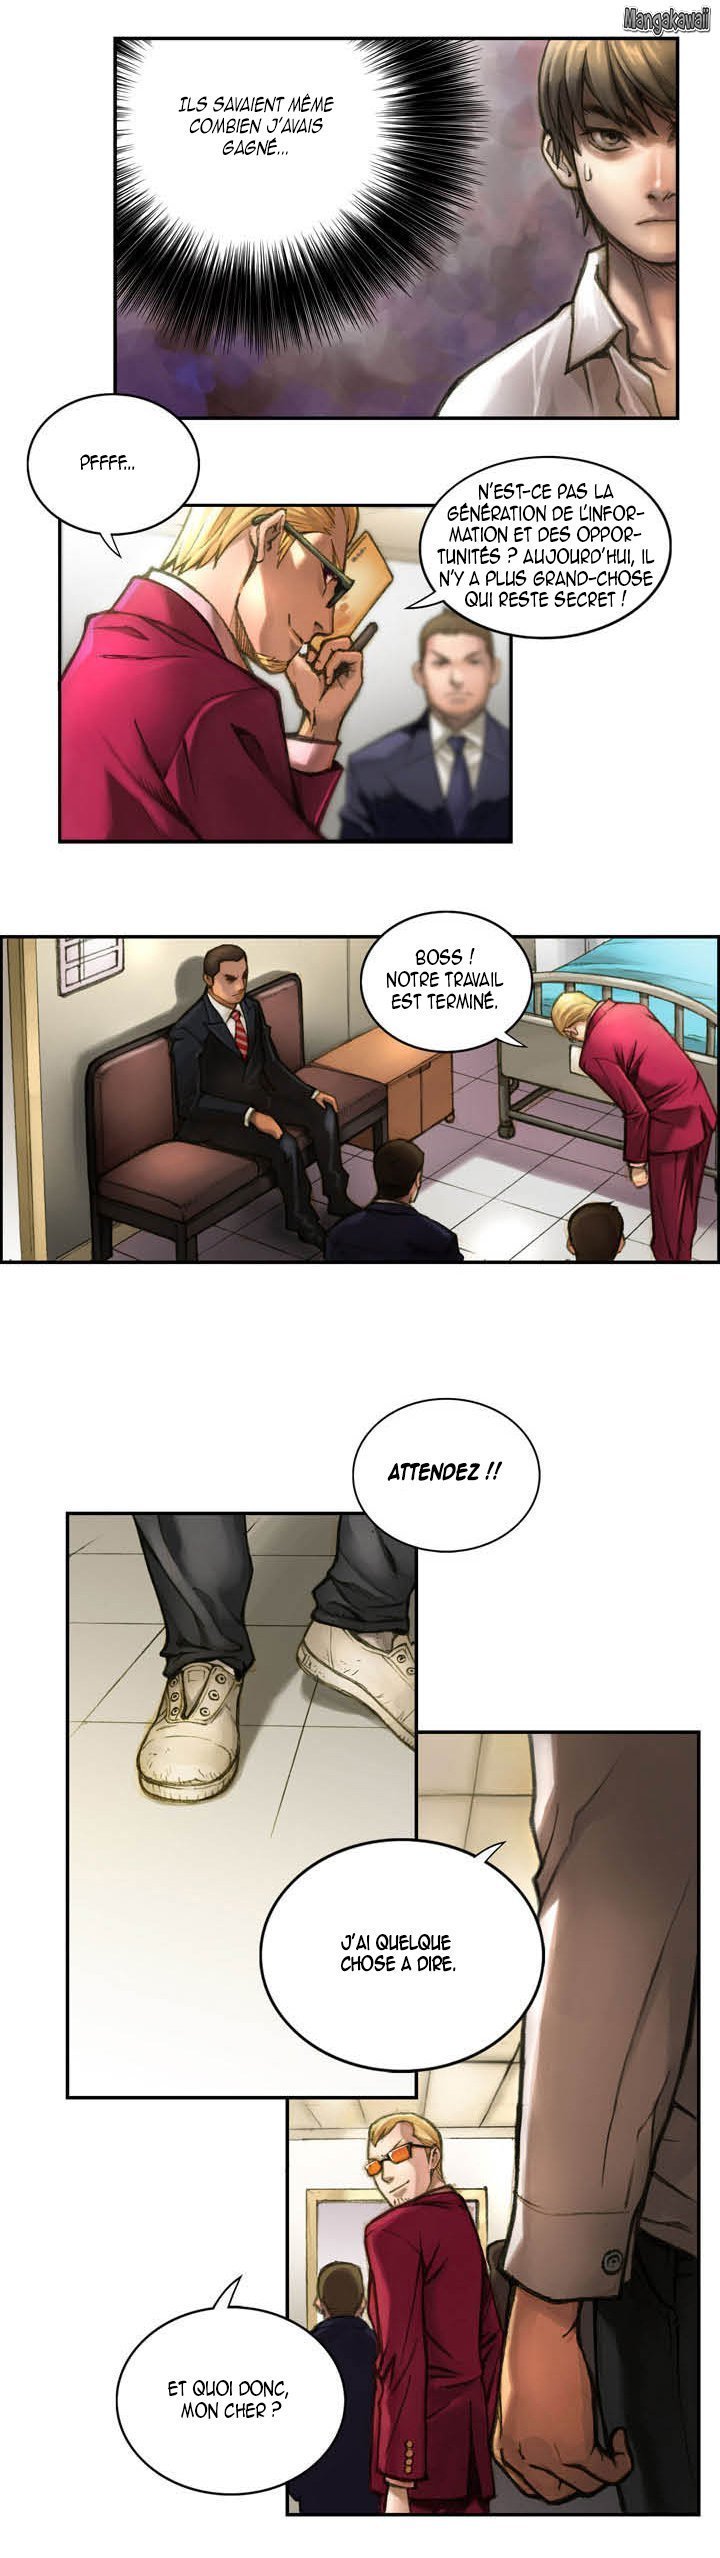 Mangakawaii
ILS SAVAIENT MÊME
COMBIEN J'AVAIS
GAGNÉ...
PFFFF...
N'EST-CE PAS LA
GÉNÉRATION DE L'INFOR-
MATION ET DES OPPOR-
TUNITÉS ? AUJOURD'HUI, IL
N'Y A PLUS GRAND-CHOSE
QUI RESTE SECRET !
BOSS !
NOTRE TRAVAIL
EST TERMINÉ.
ATTENDEZ !!
J'AI QUELQUE
CHOSE A DIRE.
ET QUOI DONC,
MON CHER ?